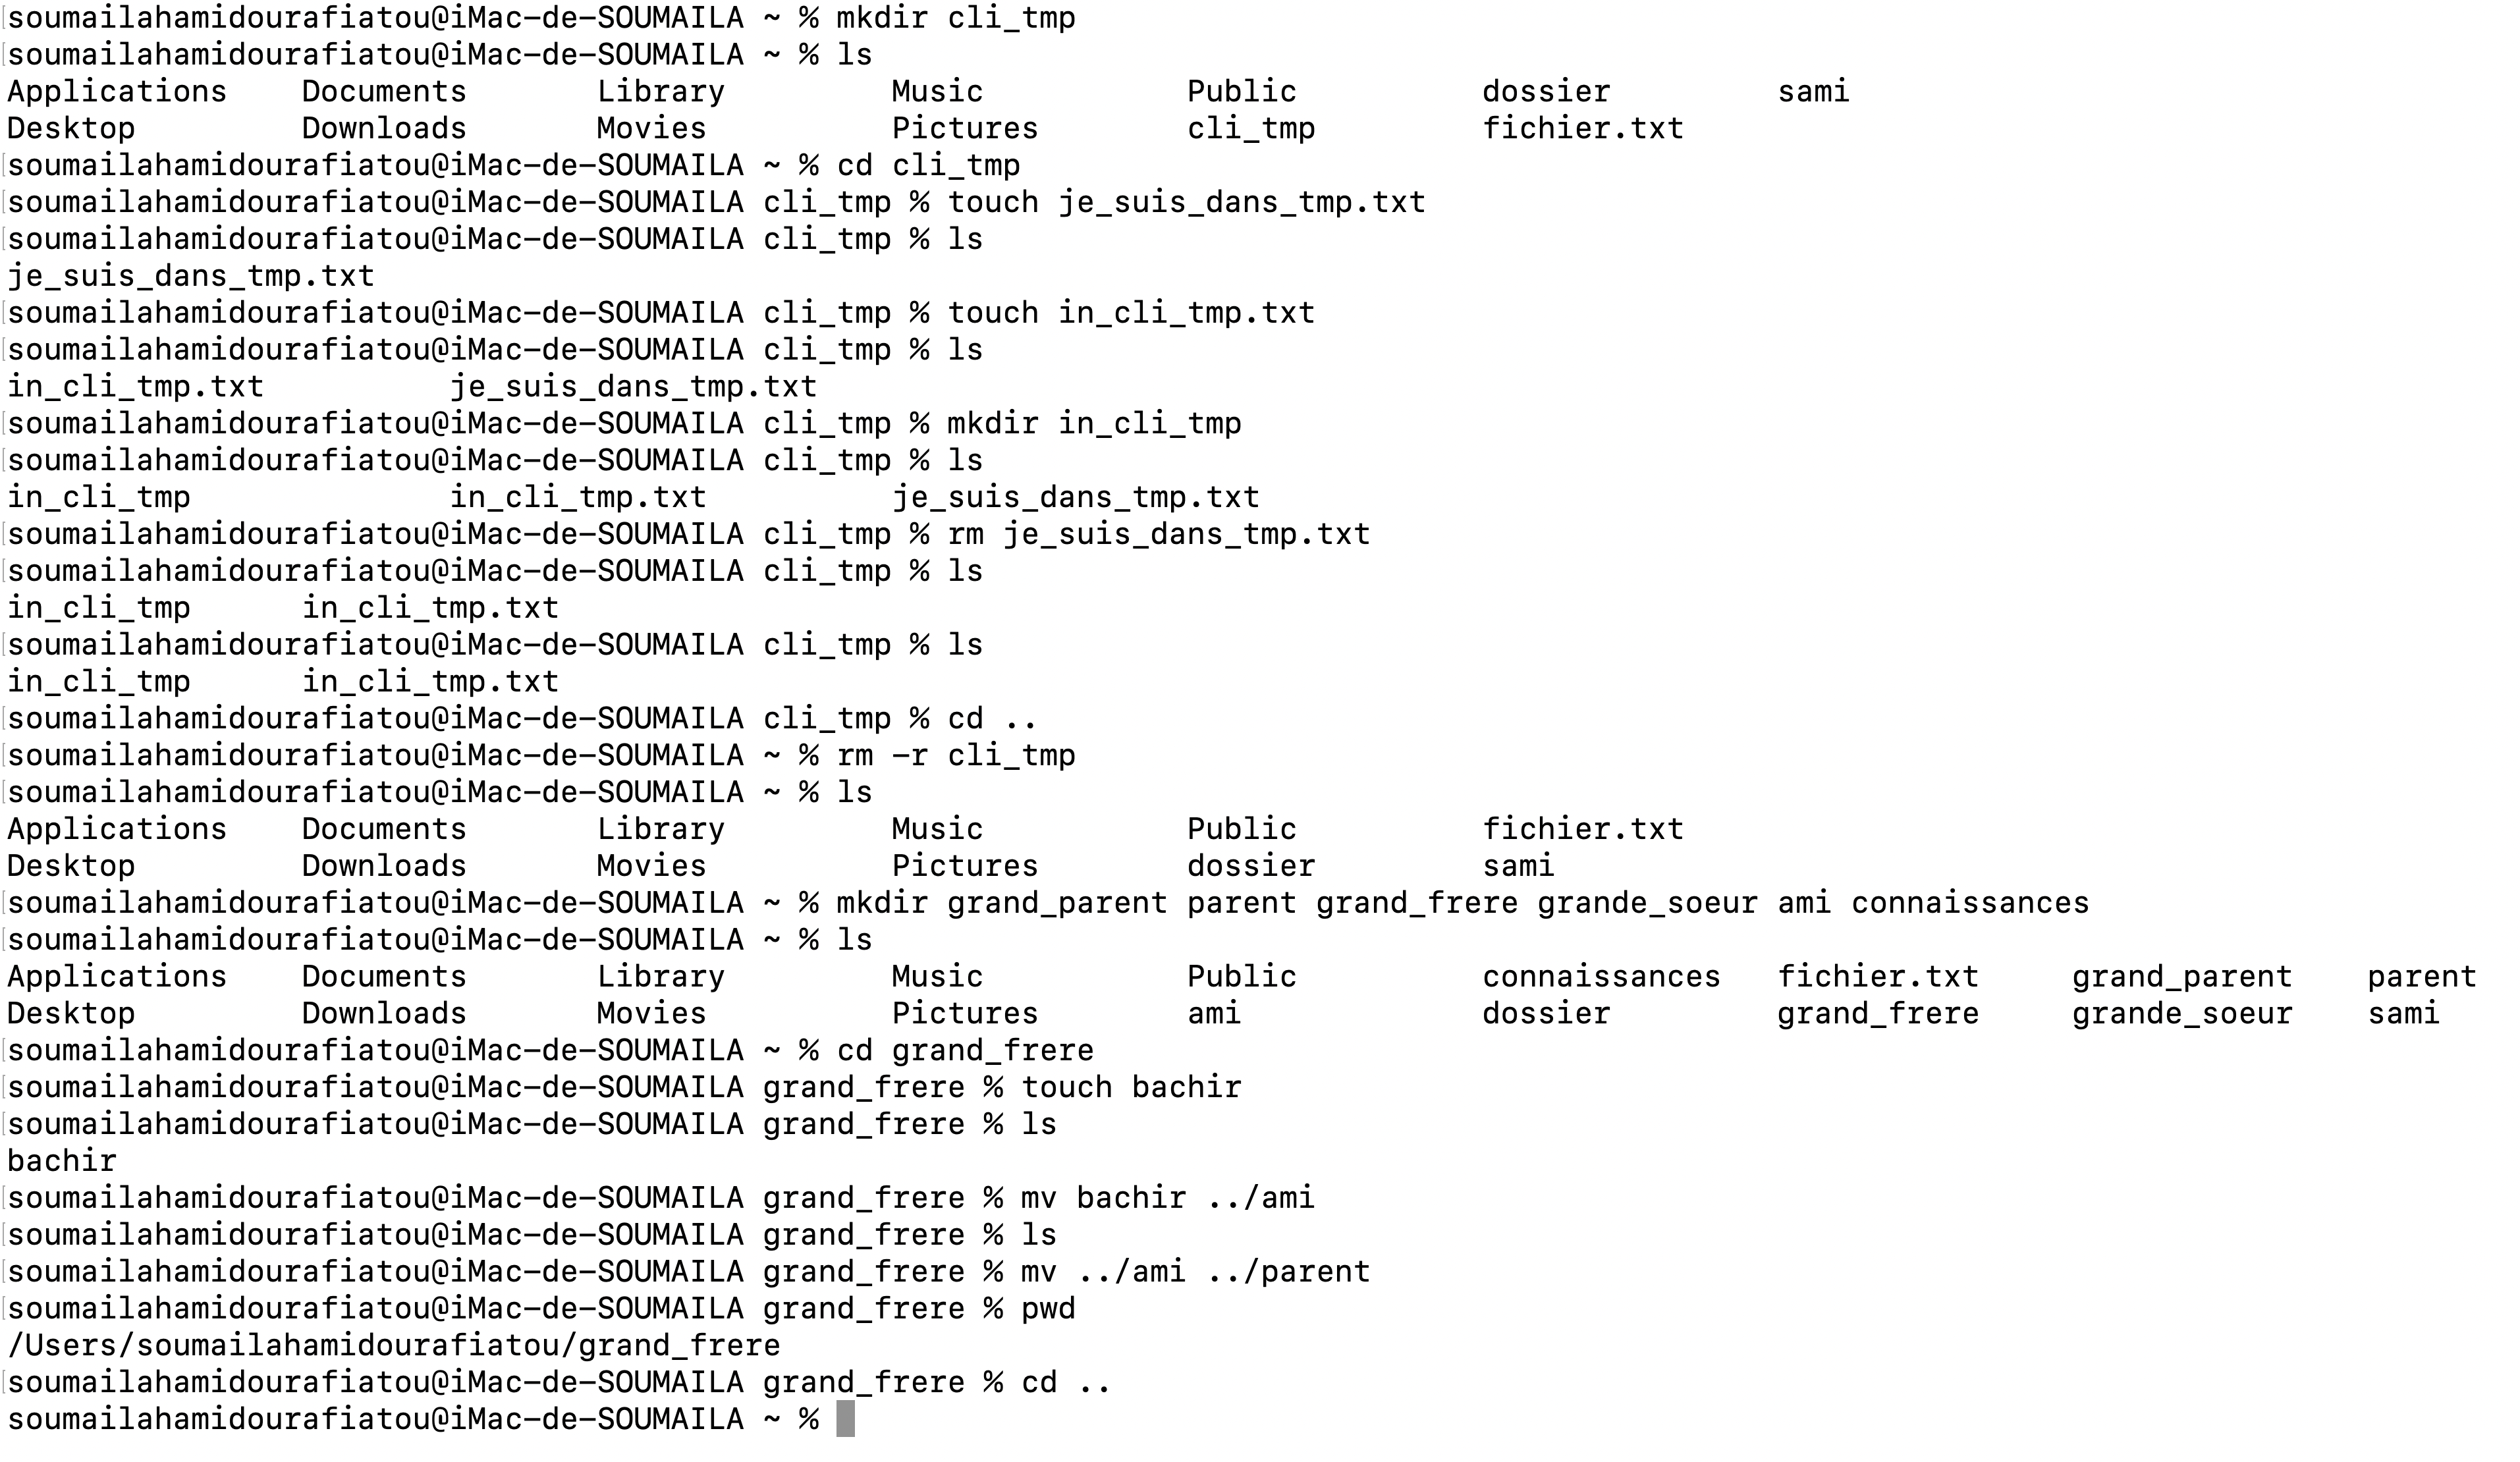 soumailahamidourafiatou@iMac-de-SOUMAILA ~ % mkdir cli_tmp
soumailahamidourafiatou@iMac-de-SOUMAILA ~ % ls
Applications Documents Library Music Public dossier sami
Desktop Downloads Movies Pictures cli_tmp fichier.txt
soumailahamidourafiatou@iMac-de-SOUMAILA ~ % cd cli_tmp
soumailahamidourafiatou@iMac-de-SOUMAILA cli_tmp % touch je_suis_dans_tmp.txt
soumailahamidourafiatou@iMac-de-SOUMAILA cli_tmp % ls
je_suis_dans_tmp.txt
soumailahamidourafiatou@iMac-de-SOUMAILA cli_tmp % touch in_cli_tmp.txt
soumailahamidourafiatou@iMac-de-SOUMAILA cli_tmp % ls
in_cli_tmp.txt je_suis_dans_tmp.txt
soumailahamidourafiatou@iMac-de-SOUMAILA cli_tmp % mkdir in_cli_tmp
soumailahamidourafiatou@iMac-de-SOUMAILA cli_tmp % ls
in_cli_tmp in_cli_tmp.txt je_suis_dans_tmp.txt
soumailahamidourafiatou@iMac-de-SOUMAILA cli_tmp % rm je_suis_dans_tmp.txt
soumailahamidourafiatou@iMac-de-SOUMAILA cli_tmp % ls
in_cli_tmp in_cli_tmp.txt
soumailahamidourafiatou@iMac-de-SOUMAILA cli_tmp % ls
in_cli_tmp in_cli_tmp.txt
soumailahamidourafiatou@iMac-de-SOUMAILA cli_tmp % cd ..
soumailahamidourafiatou@iMac-de-SOUMAILA ~ % rm -r cli_tmp
soumailahamidourafiatou@iMac-de-SOUMAILA ~ % ls
Applications Documents Library Music Public fichier.txt
Desktop Downloads Movies Pictures dossier sami
soumailahamidourafiatou@iMac-de-SOUMAILA ~ % mkdir grand_parent parent grand_frere grande_soeur ami connaissances
soumailahamidourafiatou@iMac-de-SOUMAILA ~ % ls
Applications Documents Library Music Public connaissances fichier.txt grand_parent parent
Desktop Downloads Movies Pictures ami dossier grand_frere grande_soeur sami
soumailahamidourafiatou@iMac-de-SOUMAILA ~ % cd grand_frere
soumailahamidourafiatou@iMac-de-SOUMAILA grand_frere % touch bachir
soumailahamidourafiatou@iMac-de-SOUMAILA grand_frere % ls
bachir
soumailahamidourafiatou@iMac-de-SOUMAILA grand_frere % mv bachir ../ami
soumailahamidourafiatou@iMac-de-SOUMAILA grand_frere % ls
soumailahamidourafiatou@iMac-de-SOUMAILA grand_frere % mv ../ami ../parent
soumailahamidourafiatou@iMac-de-SOUMAILA grand_frere % pwd
/Users/soumailahamidourafiatou/grand_frere
soumailahamidourafiatou@iMac-de-SOUMAILA grand_frere % cd ..
soumailahamidourafiatou@iMac-de-SOUMAILA ~ %